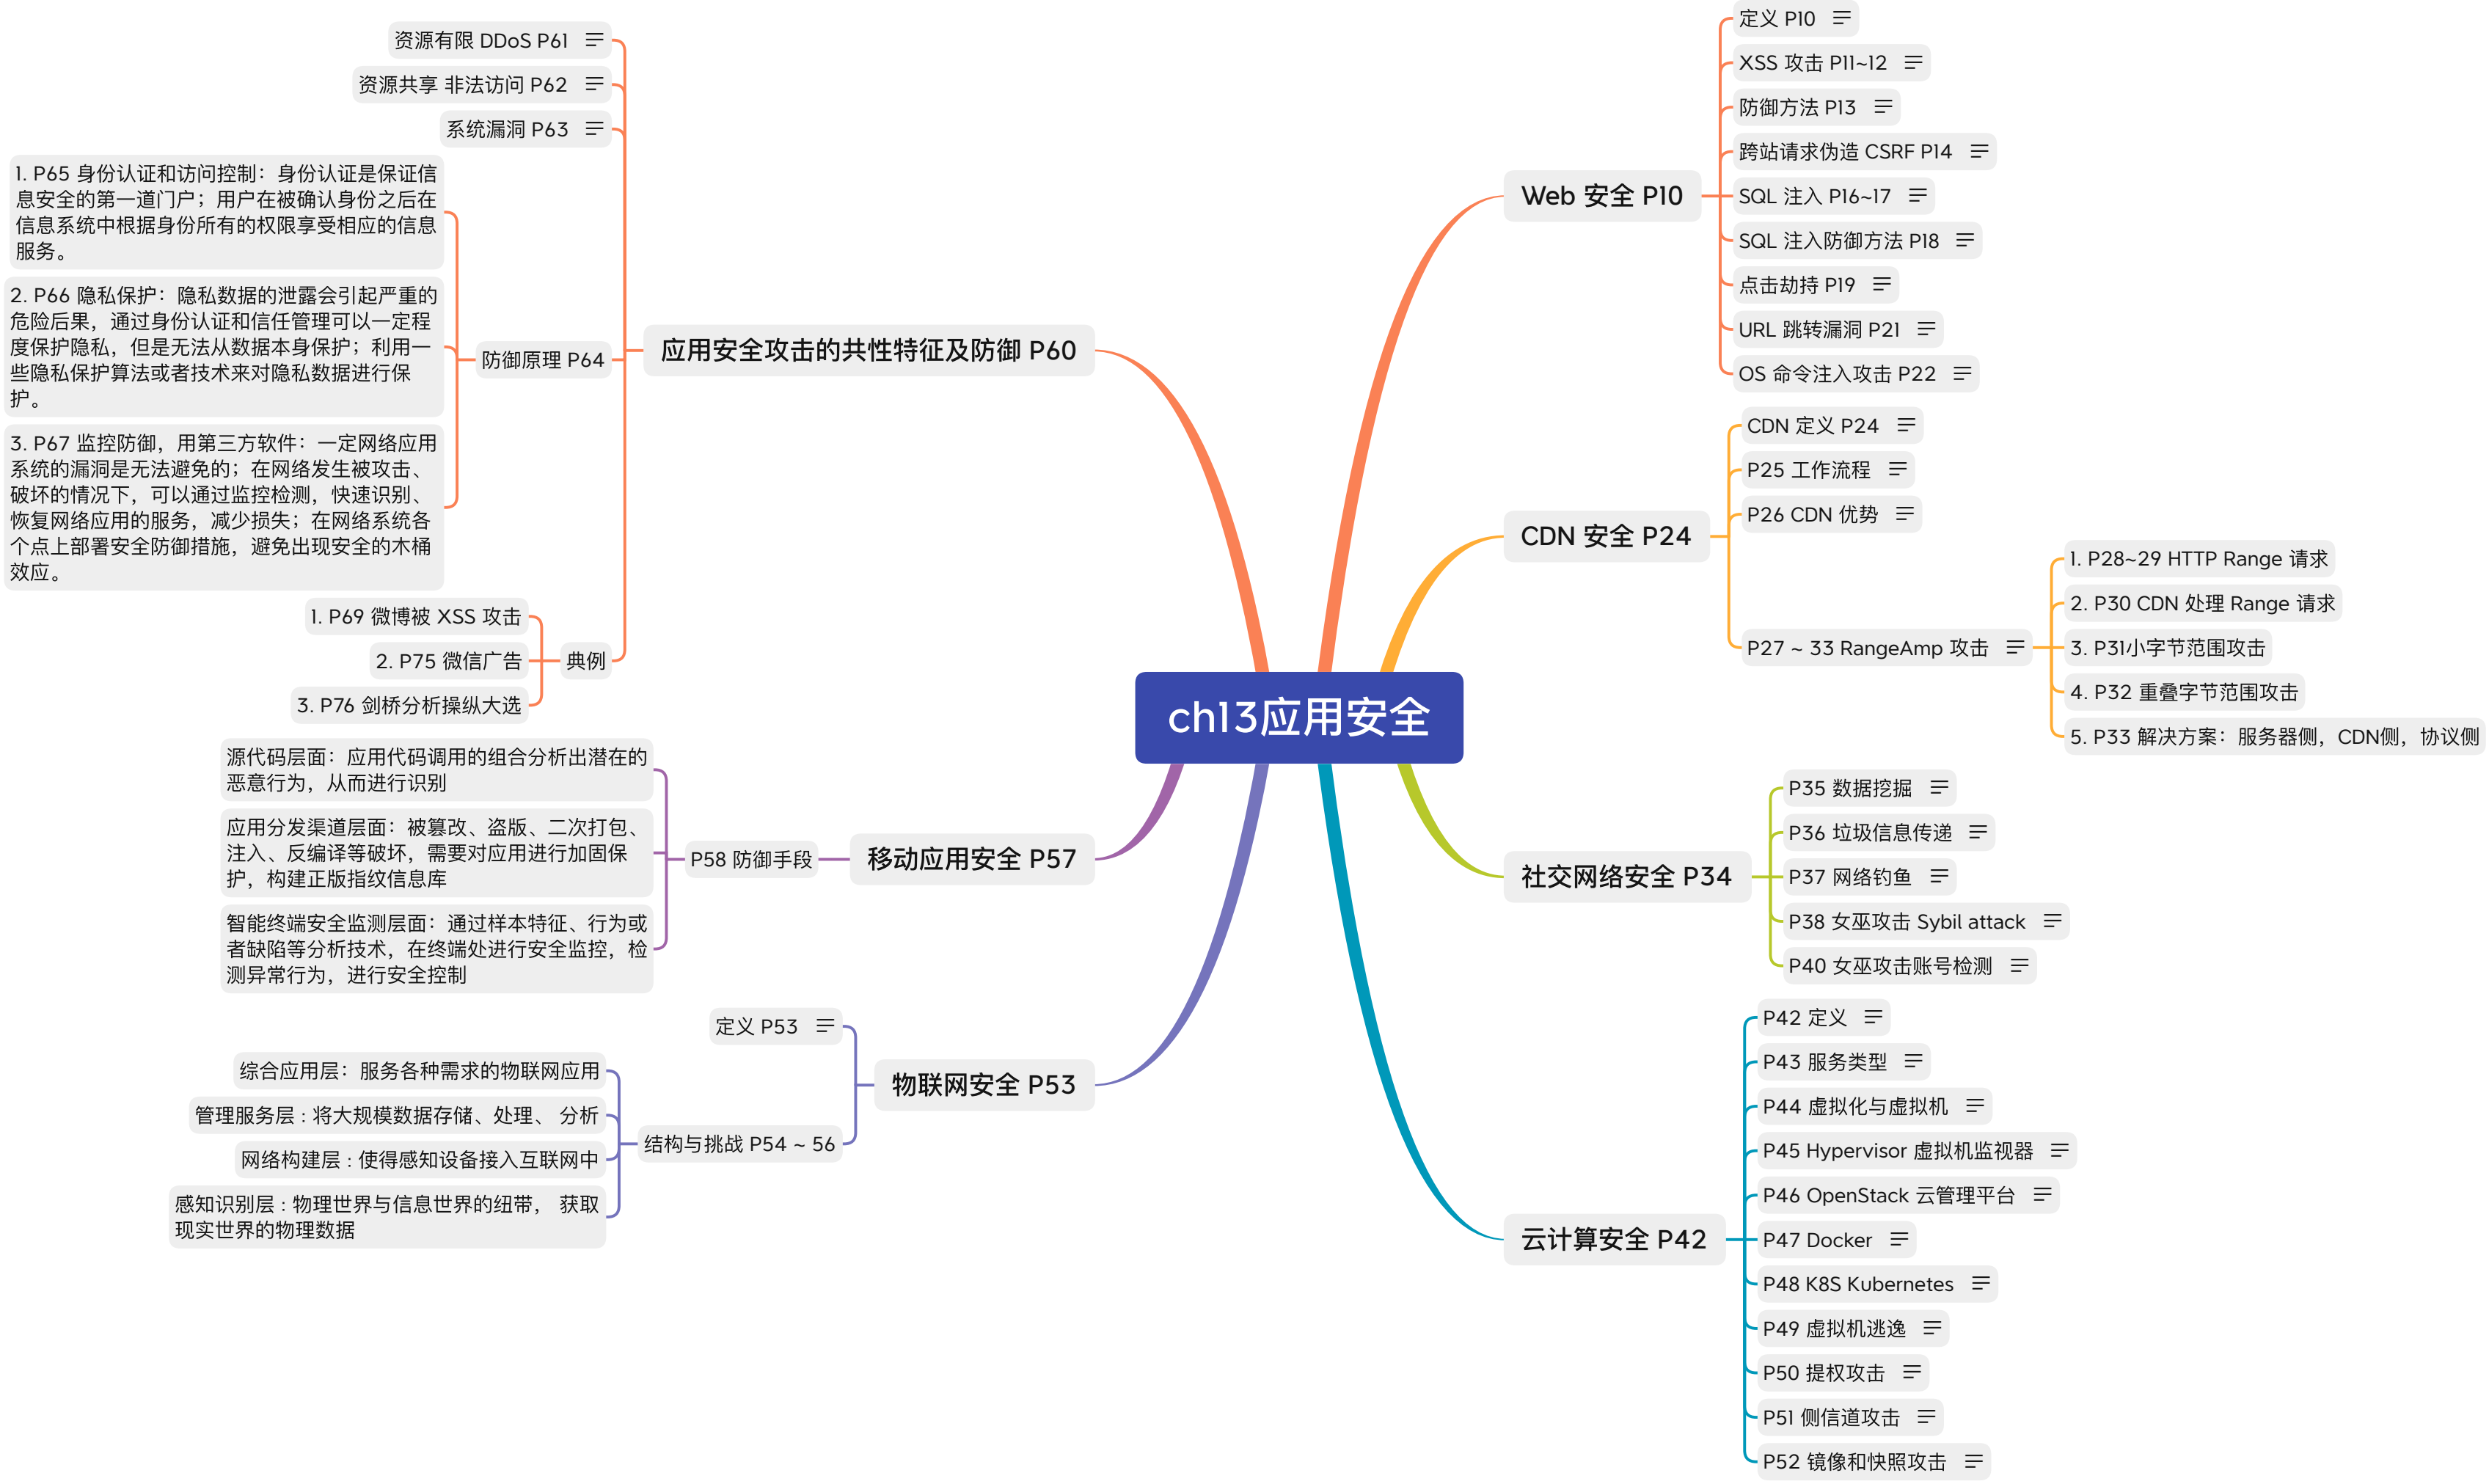 ch13应用安全
Web 安全 P10
定义 P10
XSS 攻击 P11~12
防御方法 P13
跨站请求伪造 CSRF P14
SQL 注入 P16~17
SQL 注入防御方法 P18
点击劫持 P19
URL 跳转漏洞 P21
OS 命令注入攻击 P22
CDN 安全 P24
CDN 定义 P24
P25 工作流程
P26 CDN 优势
P27 ~ 33 RangeAmp 攻击
1. P28~29 HTTP Range 请求
2. P30 CDN 处理 Range 请求
3. P31小字节范围攻击
4. P32 重叠字节范围攻击
5. P33 解决方案：服务器侧，CDN侧，协议侧
社交网络安全 P34
P35 数据挖掘
P36 垃圾信息传递
P37 网络钓鱼
P38 女巫攻击 Sybil attack
P40 女巫攻击账号检测
云计算安全 P42
P42 定义
P43 服务类型
P44 虚拟化与虚拟机
P45 Hypervisor 虚拟机监视器
P46 OpenStack 云管理平台
P47 Docker
P48 K8S Kubernetes
P49 虚拟机逃逸
P50 提权攻击
P51 侧信道攻击
P52 镜像和快照攻击
物联网安全 P53
定义 P53
结构与挑战 P54 ~ 56
综合应用层：服务各种需求的物联网应用
管理服务层 : 将大规模数据存储、处理、 分析
网络构建层 : 使得感知设备接入互联网中
感知识别层 : 物理世界与信息世界的纽带， 获取
现实世界的物理数据
移动应用安全 P57
P58 防御手段
源代码层面：应用代码调用的组合分析出潜在的
恶意行为，从而进行识别
应用分发渠道层面：被篡改、盗版、二次打包、
注入、反编译等破坏，需要对应用进行加固保
护，构建正版指纹信息库
智能终端安全监测层面：通过样本特征、行为或
者缺陷等分析技术，在终端处进行安全监控，检
测异常行为，进行安全控制
应用安全攻击的共性特征及防御 P60
资源有限 DDoS P61
资源共享 非法访问 P62
系统漏洞 P63
防御原理 P64
1. P65 身份认证和访问控制：身份认证是保证信
息安全的第一道门户；用户在被确认身份之后在
信息系统中根据身份所有的权限享受相应的信息
服务。
2. P66 隐私保护：隐私数据的泄露会引起严重的
危险后果，通过身份认证和信任管理可以一定程
度保护隐私，但是无法从数据本身保护；利用一
些隐私保护算法或者技术来对隐私数据进行保
护。
3. P67 监控防御，用第三方软件：一定网络应用
系统的漏洞是无法避免的；在网络发生被攻击、
破坏的情况下，可以通过监控检测，快速识别、
恢复网络应用的服务，减少损失；在网络系统各
个点上部署安全防御措施，避免出现安全的木桶
效应。
典例
1. P69 微博被 XSS 攻击
2. P75 微信广告
3. P76 剑桥分析操纵大选